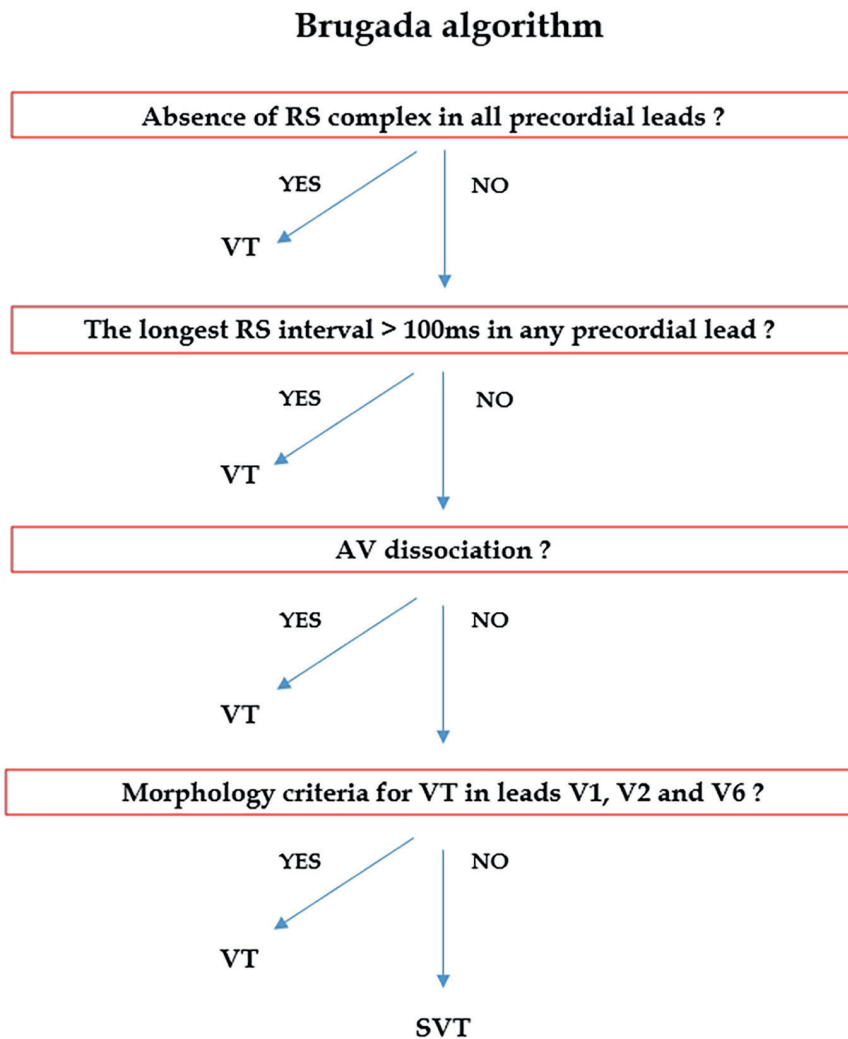 Brugada algorithm
Absence of RS complex in all precordial leads ?
YES
NO
VT
The longest RS interval > 100ms in any precordial lead ?
YES
NO
VT
AV dissociation ?
YES
NO
VT
Morphology criteria for VT in leads V1, V2 and V6 ?
YES
NO
VT
SVT